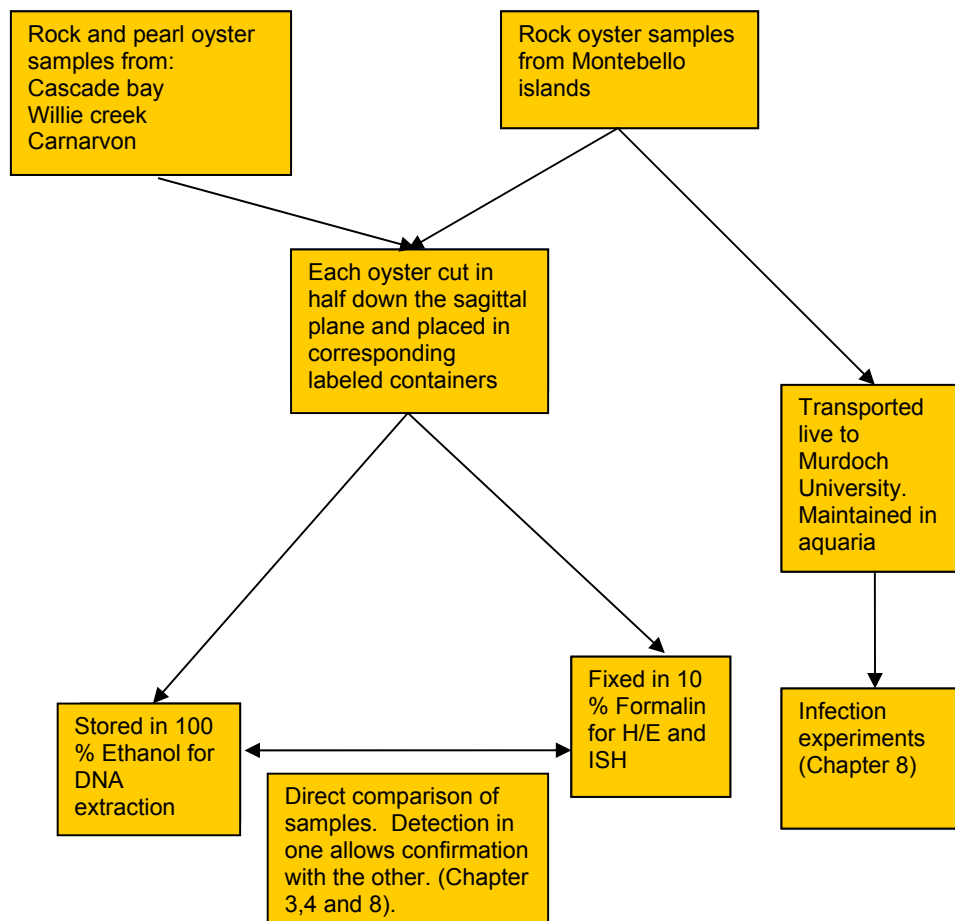 Rock and pearl oyster
samples from:
Cascade bay
Willie creek
Carnarvon
Rock oyster samples
from Montebello
islands
Each oyster cut in
half down the sagittal
plane and placed in
corresponding
labeled containers
Transported
live to
Murdoch
University.
Maintained in
aquaria
Stored in 100
% Ethanol for
DNA
extraction
Fixed in 10
% Formalin
for H/E and
ISH
Infection
experiments
(Chapter 8)
Direct comparison of
samples.  Detection in
one allows confirmation
with the other. (Chapter
3,4 and 8).